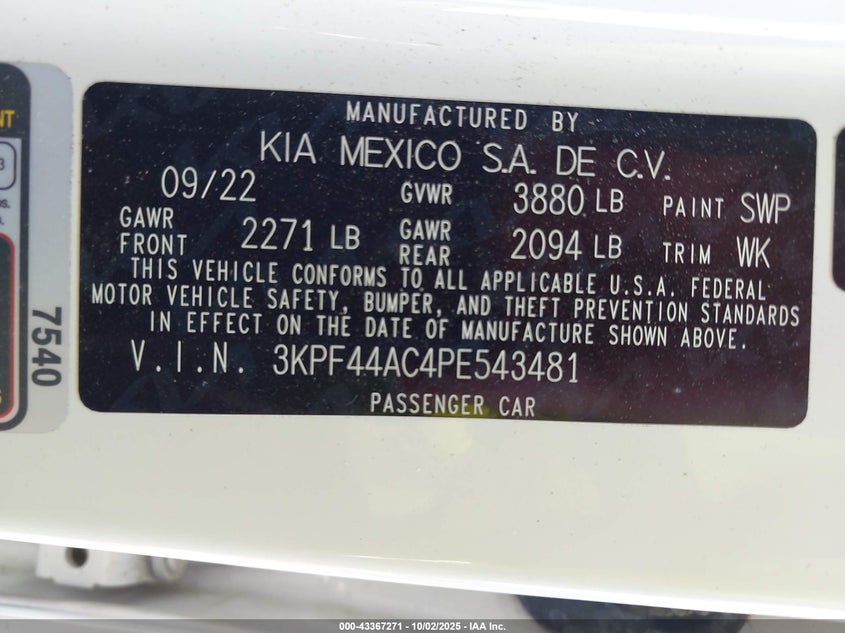 MANUFACTURED BY
KIA MEXICO S.A. DE C.V.
09/22 GVWR 3880 LB PAINT SWP
GAWR FRONT 2271 LB GAWR REAR 2094 LB TRIM WK
THIS VEHICLE CONFORMS TO ALL APPLICABLE U.S.A. FEDERAL
MOTOR VEHICLE SAFETY, BUMPER, AND THEFT PREVENTION STANDARDS
IN EFFECT ON THE DATE OF MANUFACTURE SHOWN ABOVE.
V.I.N. 3KPF44AC4PE543481
PASSENGER CAR
7540
NT
3
000-43367271 - 10/02/2025 - IAA Inc.